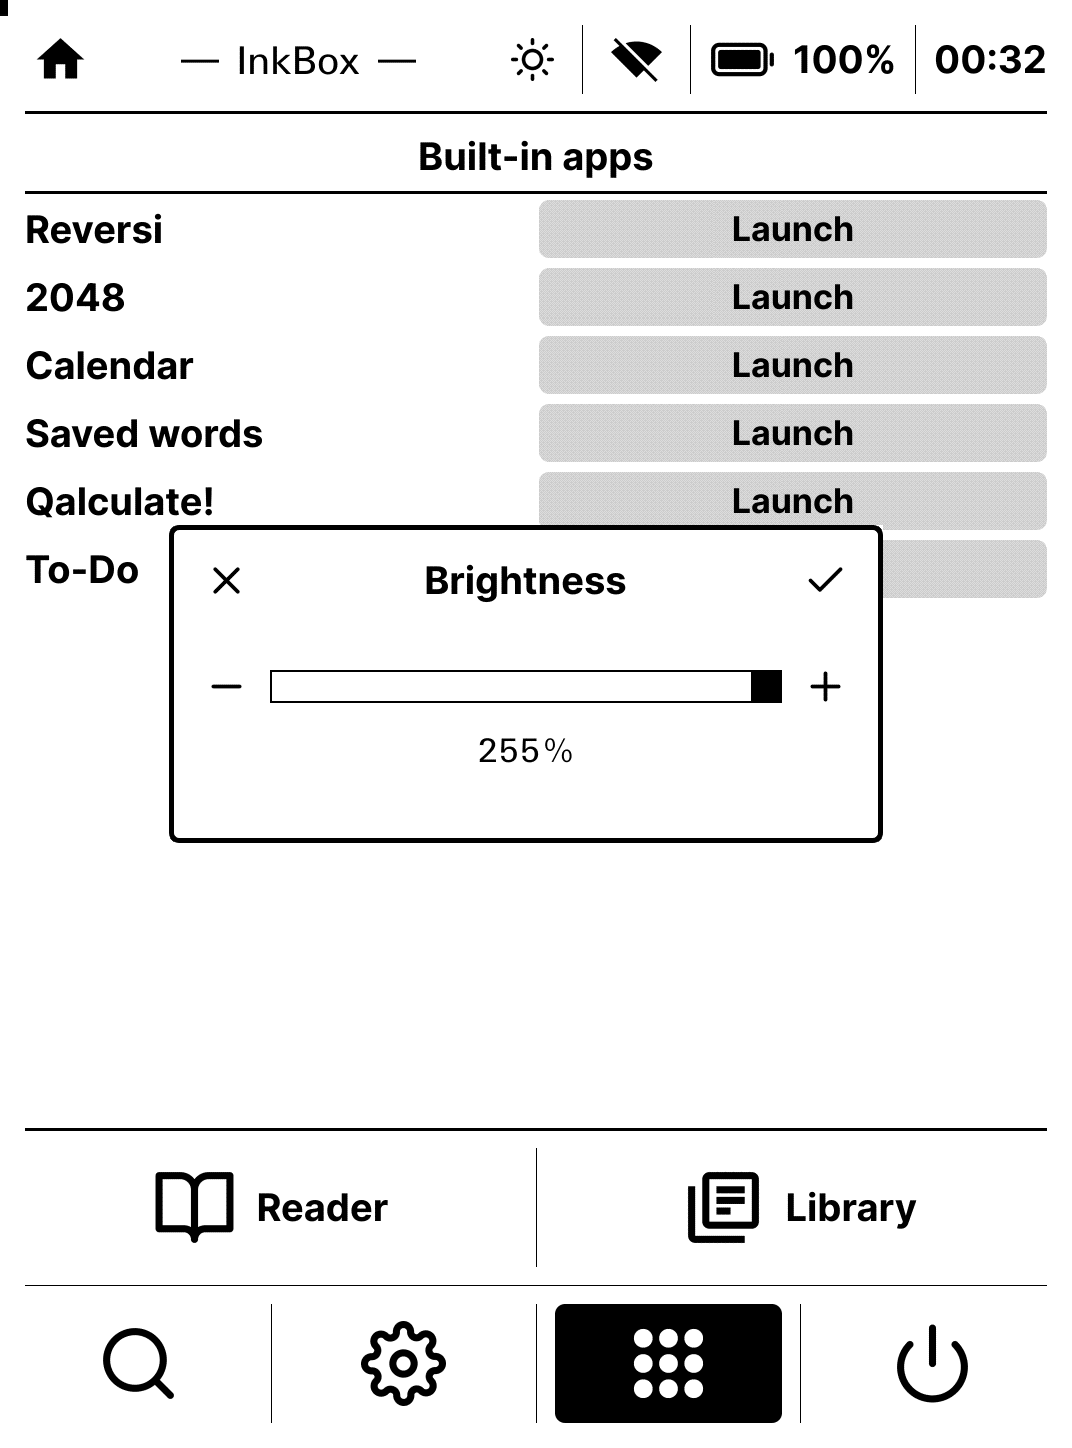 — InkBox — 100% 00:32
Built-in apps
Reversi Launch
2048 Launch
Calendar Launch
Saved words Launch
Qalculate! Launch
To-Do
Brightness
255%
Reader Library